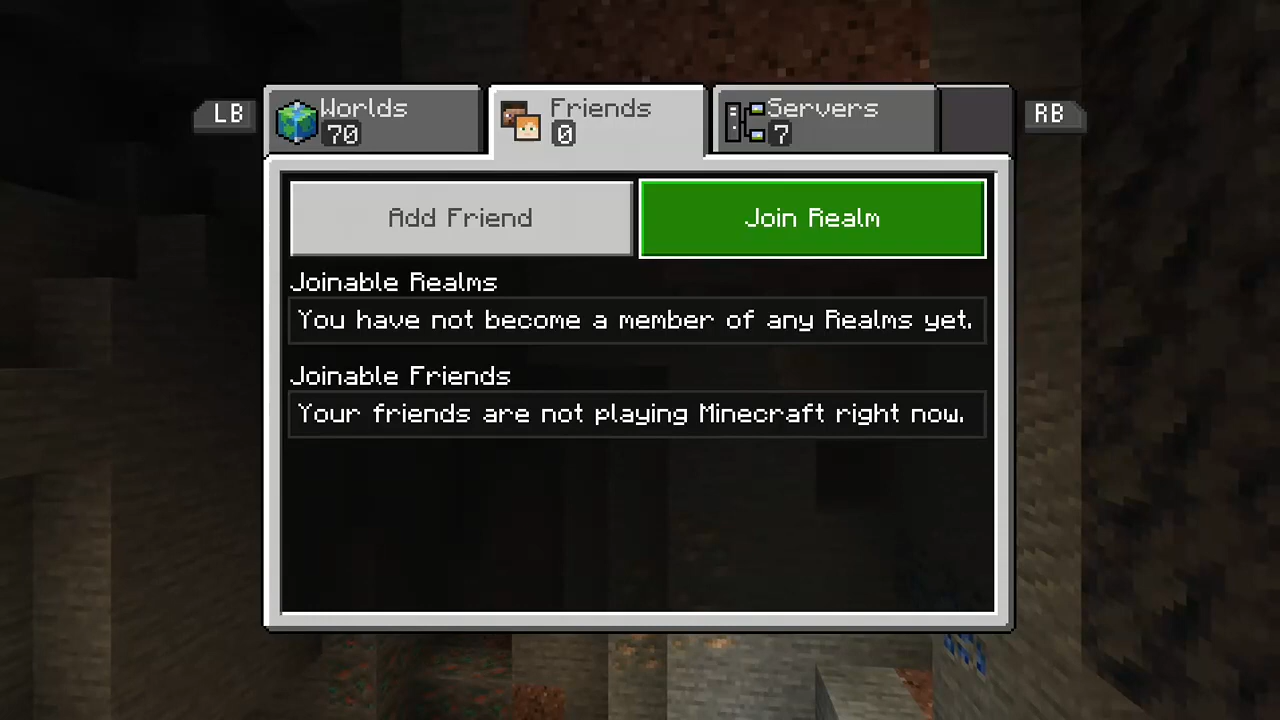 LB
Worlds
70
Friends
0
Servers
7
RB
Add Friend
Join Realm
Joinable Realms
You have not become a member of any Realms yet.
Joinable Friends
Your friends are not playing Minecraft right now.